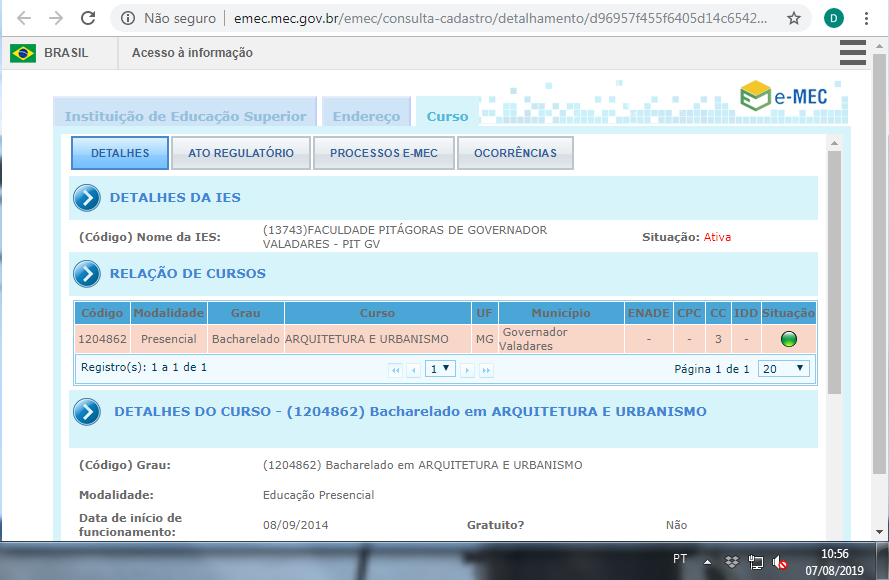 Não seguro | emec.mec.gov.br/emec/consulta-cadastro/detalhamento/d96957f455f6405d14c6542... D
BRASIL Acesso à informação
e-MEC
Instituição de Educação Superior Endereço Curso
DETALHES ATO REGULATÓRIO PROCESSOS E-MEC OCORRÊNCIAS
DETALHES DA IES
(Código) Nome da IES: (13743)FACULDADE PITÁGORAS DE GOVERNADOR VALADARES - PIT GV Situação: Ativa
RELAÇÃO DE CURSOS
Código Modalidade Grau Curso UF Município ENADE CPC CC IDD Situação
1204862 Presencial Bacharelado ARQUITETURA E URBANISMO MG Governador Valadares - - 3 -
Registro(s): 1 a 1 de 1 1 Página 1 de 1 20
DETALHES DO CURSO - (1204862) Bacharelado em ARQUITETURA E URBANISMO
(Código) Grau: (1204862) Bacharelado em ARQUITETURA E URBANISMO
Modalidade: Educação Presencial
Data de início de funcionamento: 08/09/2014 Gratuito? Não
PT 10:56
07/08/2019